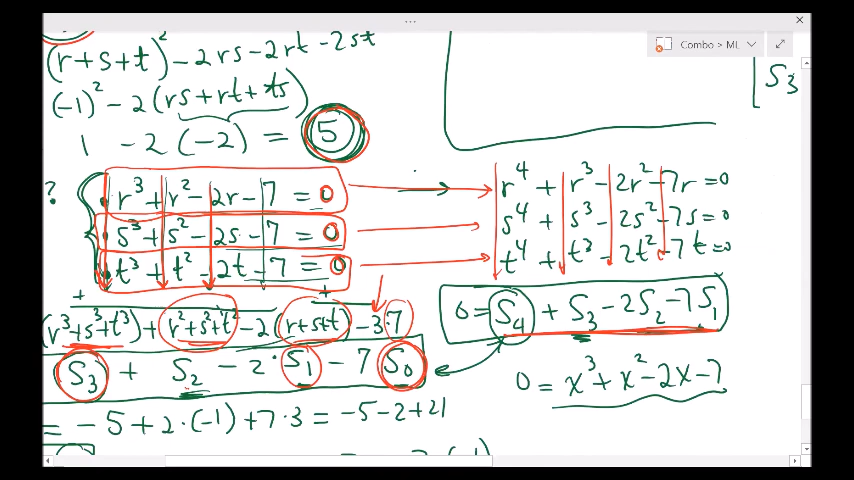 Combo > ML
(r+s+t)² - 2rs - 2rt - 2st
(-1)² - 2(rs+rt+ts)
1 - 2(-2) = 5
S₃
?
r³ + r² - 2r - 7 = 0
s³ + s² - 2s - 7 = 0
t³ + t² - 2t - 7 = 0
r⁴ + r³ - 2r² - 7r = 0
s⁴ + s³ - 2s² - 7s = 0
t⁴ + t³ - 2t² - 7t = 0
+ +
(r³+s³+t³) + (r²+s²+t²) - 2(r+s+t) - 3·7
S₃ + S₂ - 2·S₁ - 7 S₀
0 = S₄ + S₃ - 2S₂ - 7S₁
0 = x³ + x² - 2x - 7
= -5 + 2·(-1) + 7·3 = -5 - 2 + 21